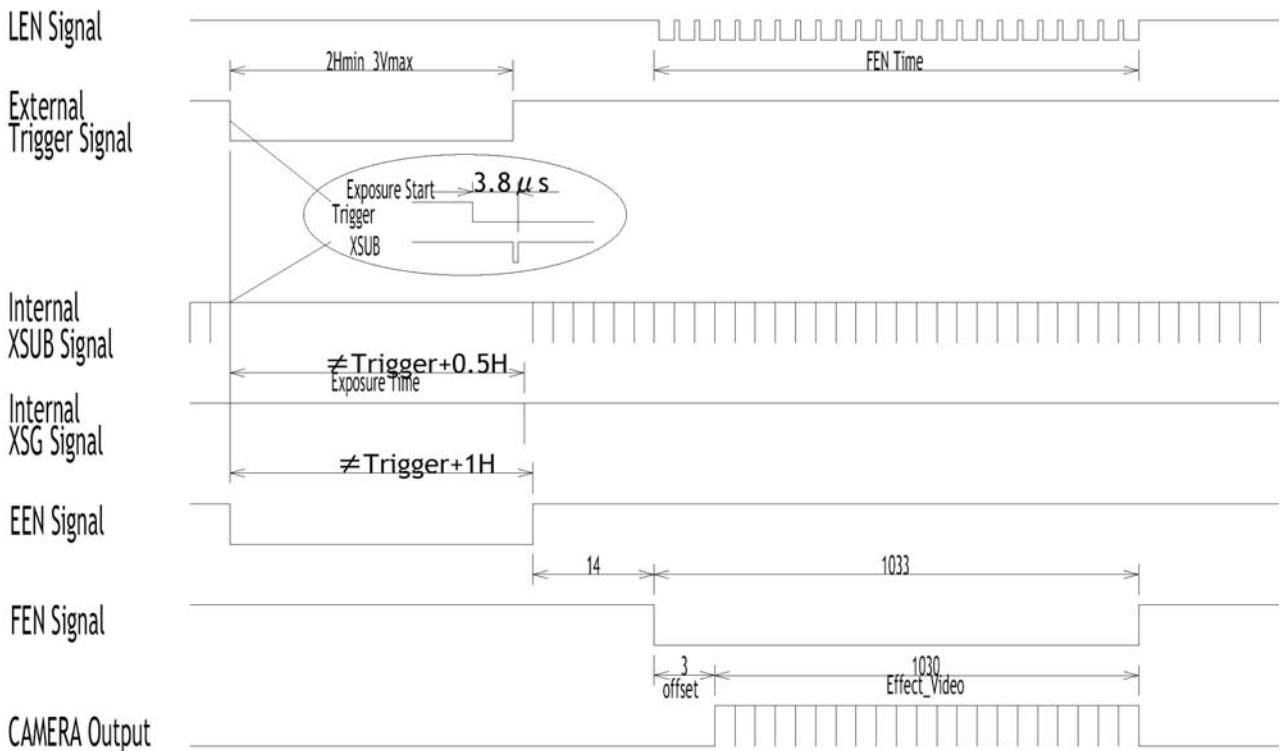 LEN Signal
2Hmin 3Vmax
FEN Time
External
Trigger Signal
Exposure Start
3.8μs
Trigger
XSUB
Internal
XSUB Signal
≠Trigger+0.5H
Exposure Time
Internal
XSG Signal
≠Trigger+1H
EEN Signal
14
1033
FEN Signal
3
offset
1030
Effect_Video
CAMERA Output